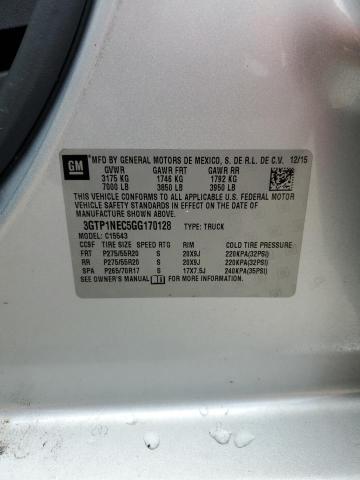 GM
MFD BY GENERAL MOTORS DE MEXICO, S. DE R.L. DE C.V. 12/15
GVWR GAWR FRT GAWR RR
3175 KG 1746 KG 1792 KG
7000 LB 3850 LB 3950 LB
THIS VEHICLE CONFORMS TO ALL APPLICABLE U.S. FEDERAL MOTOR
VEHICLE SAFETY STANDARDS IN EFFECT ON THE DATE OF
MANUFACTURE SHOWN ABOVE.
3GTP1NEC5GG170128 TYPE: TRUCK
MODEL: C15543
CCSF TIRE SIZE SPEED RTG RIM COLD TIRE PRESSURE
FRT P275/55R20 S 20X9J 220KPA(32PSI)
RR P275/55R20 S 20X9J 220KPA(32PSI)
SPA P265/70R17 S 17X7.5J 240KPA(35PSI)
SEE OWNER'S MANUAL FOR MORE INFORMATION